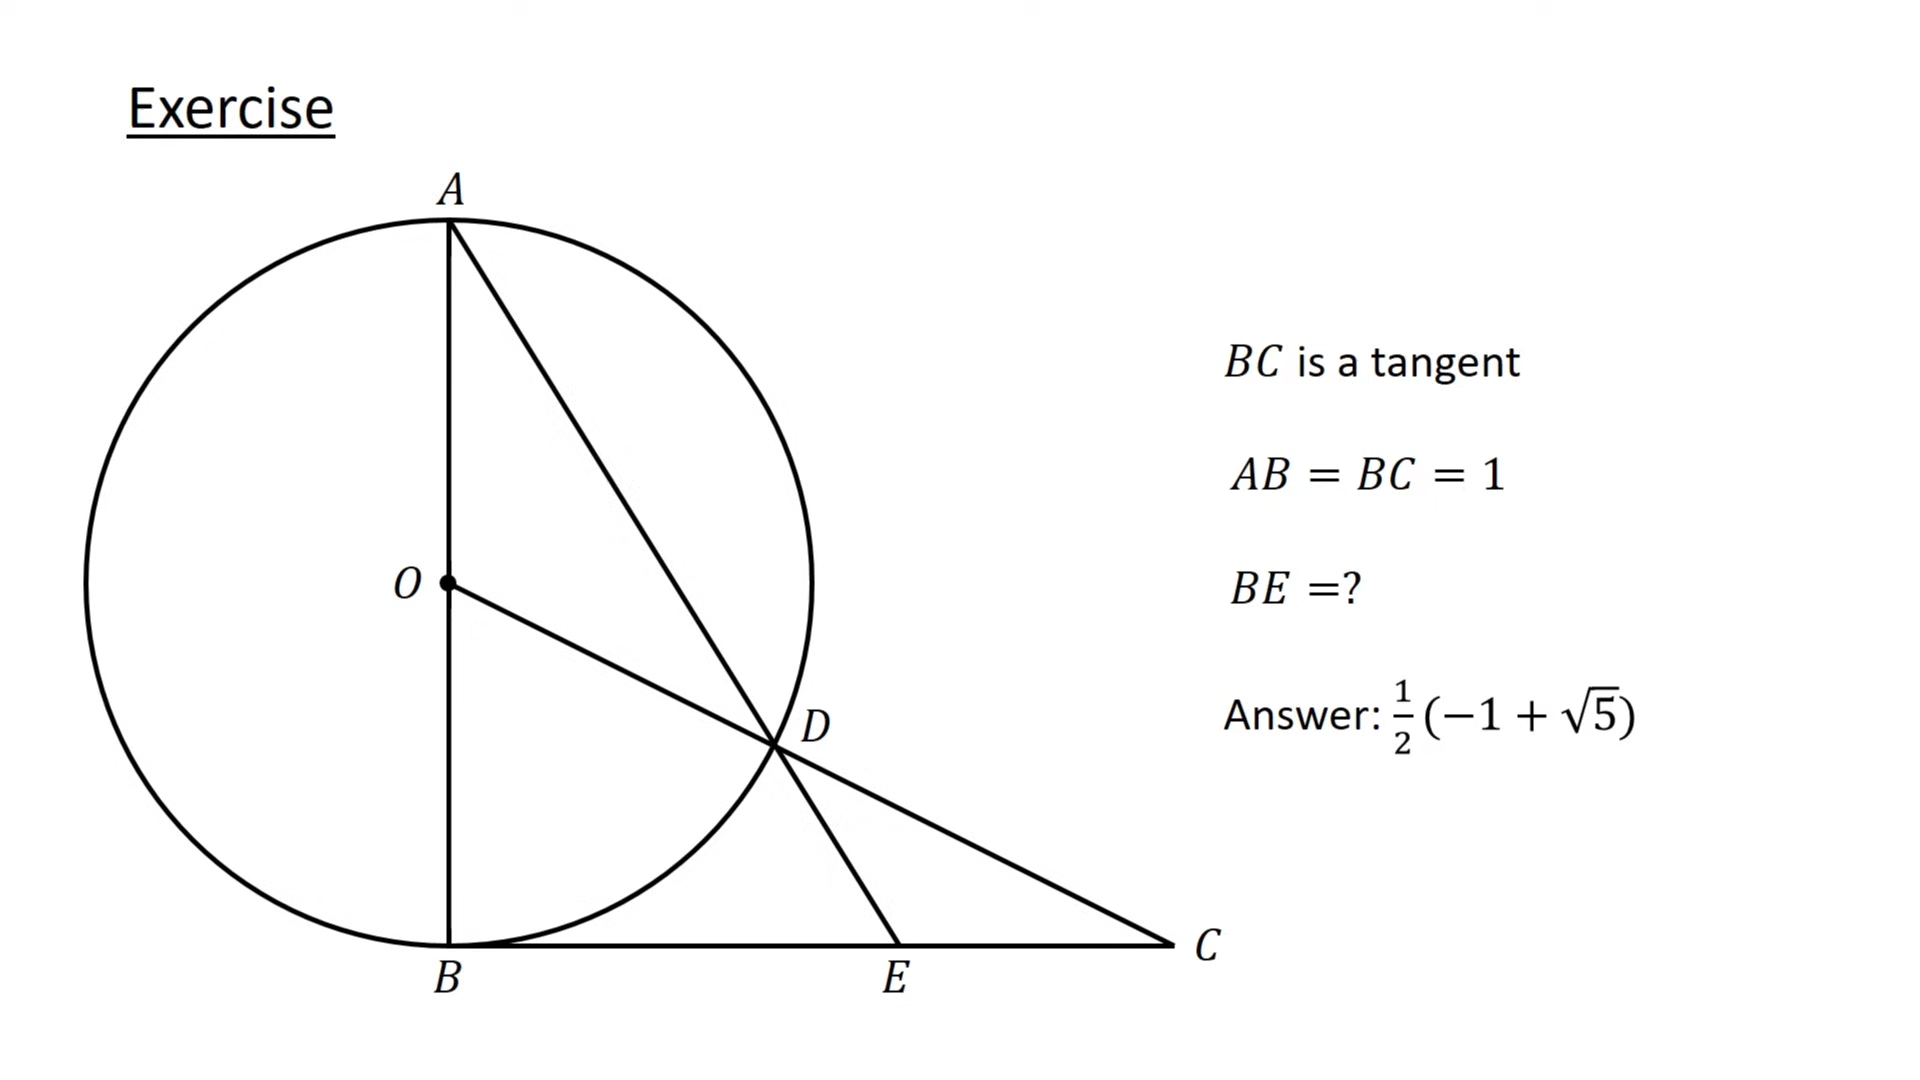 Exercise
A
BC is a tangent
AB = BC = 1
O
BE =?
D
Answer: 1/2 (−1 + √5)
B
E
C